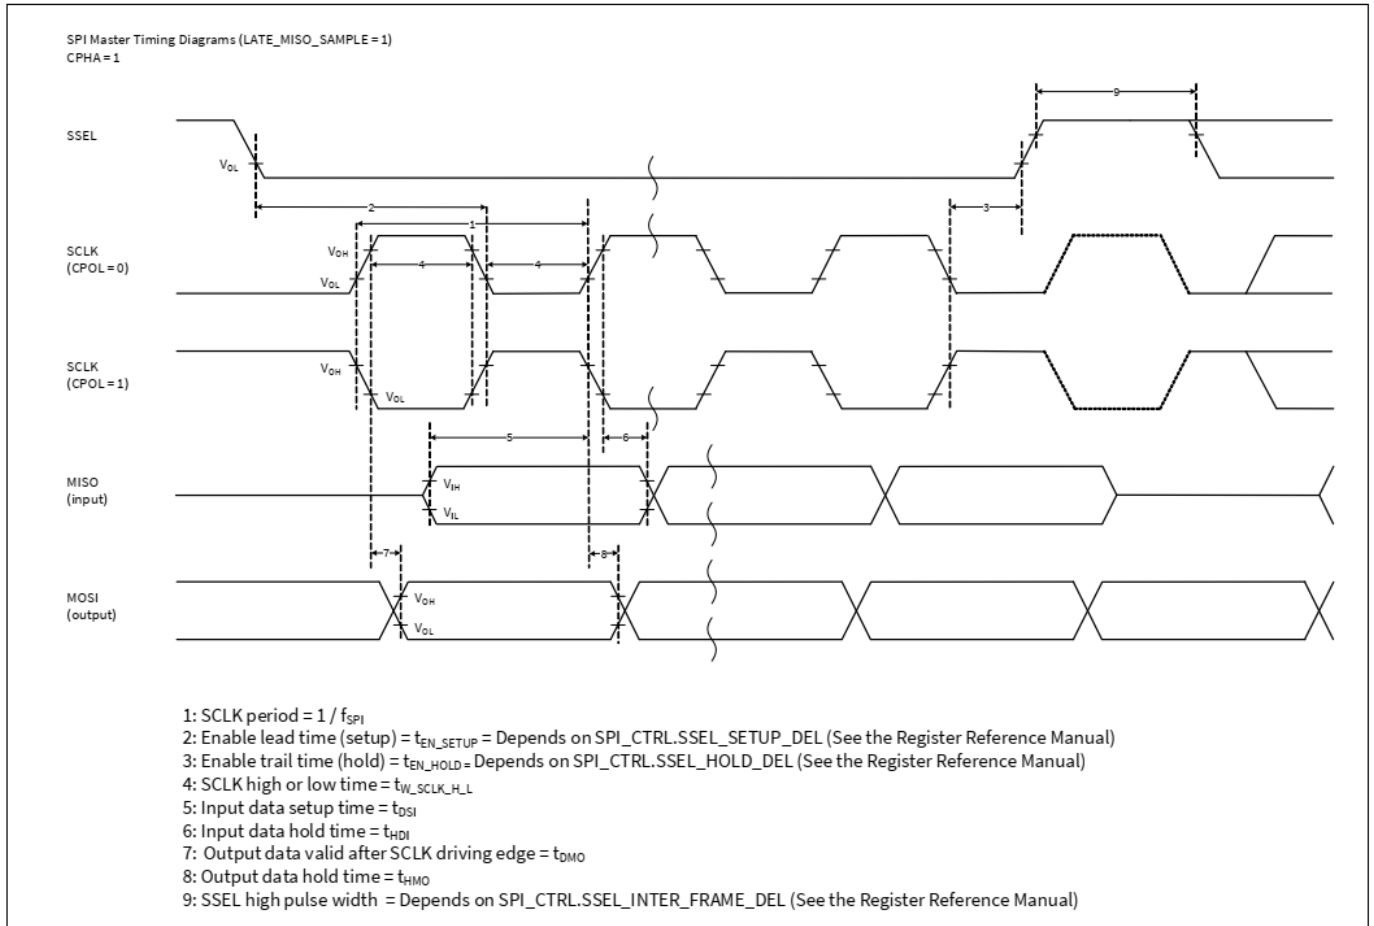 SPI Master Timing Diagrams (LATE_MISO_SAMPLE = 1)
CPHA = 1
9
SSEL
VOL
2
3
1
SCLK
(CPOL = 0)
VOH
4
4
VOL
SCLK
(CPOL = 1)
VOH
VOL
5
6
MISO
(input)
VIH
VIL
7
8
MOSI
(output)
VOH
VOL
1: SCLK period = 1 / fSPI
2: Enable lead time (setup) = tEN_SETUP = Depends on SPI_CTRL.SSEL_SETUP_DEL (See the Register Reference Manual)
3: Enable trail time (hold) = tEN_HOLD = Depends on SPI_CTRL.SSEL_HOLD_DEL (See the Register Reference Manual)
4: SCLK high or low time = tW_SCLK_H_L
5: Input data setup time = tDSI
6: Input data hold time = tHDI
7: Output data valid after SCLK driving edge = tDMO
8: Output data hold time = tHMO
9: SSEL high pulse width = Depends on SPI_CTRL.SSEL_INTER_FRAME_DEL (See the Register Reference Manual)